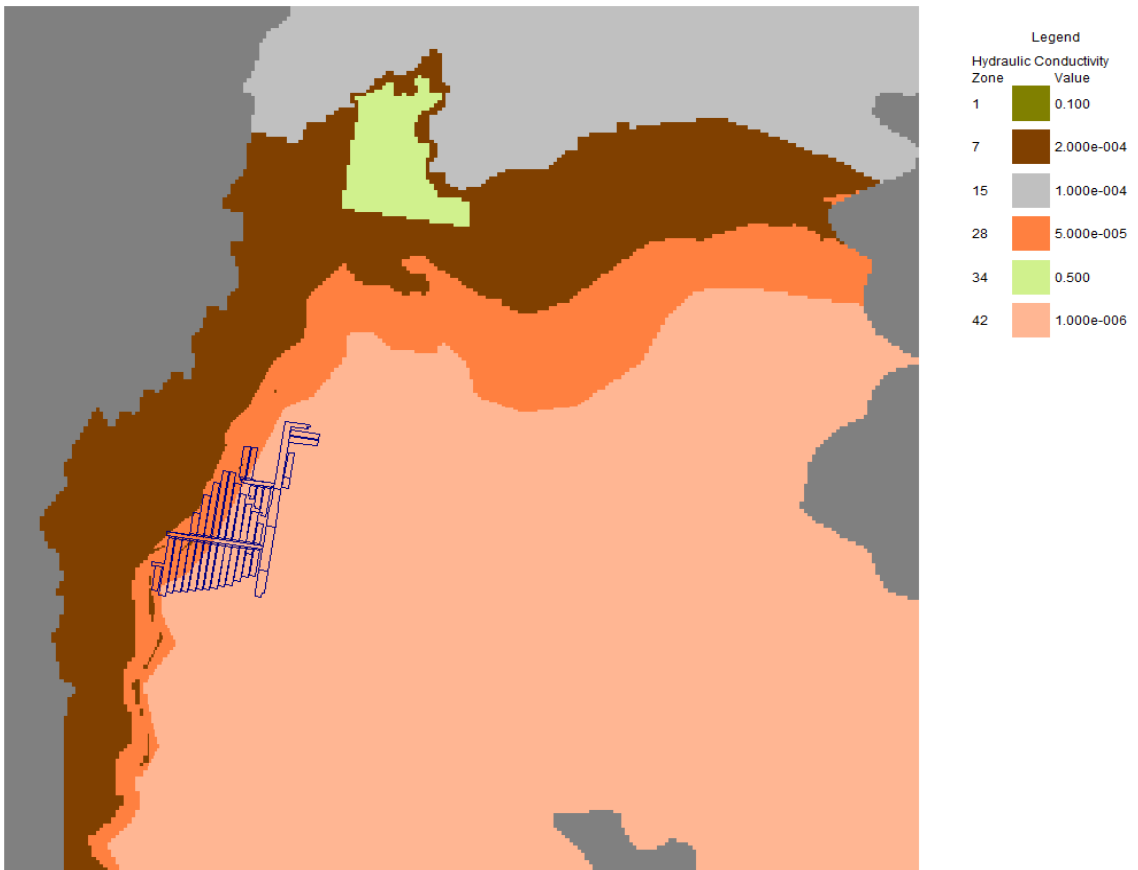 Legend
Hydraulic Conductivity
Zone Value
1 0.100
7 2.000e-004
15 1.000e-004
28 5.000e-005
34 0.500
42 1.000e-006